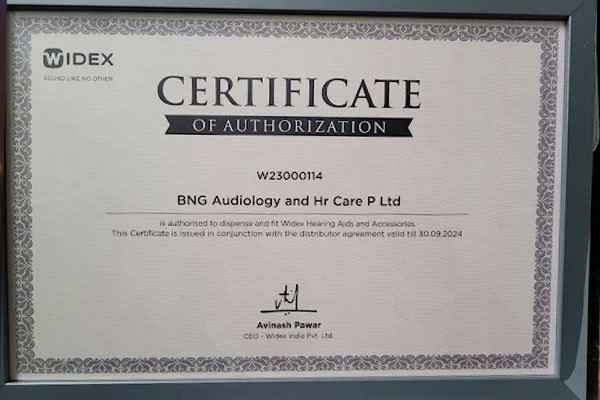 WIDEX
SOUND LIKE NO OTHER
CERTIFICATE
OF AUTHORIZATION
W23000114
BNG Audiology and Hr Care P Ltd
is authorised to dispense and fit Widex Hearing Aids and Accessories.
This Certificate is issued in conjunction with the distributor agreement valid till 30.09.2024
Avinash Pawar
CEO - Widex India Pvt. Ltd.